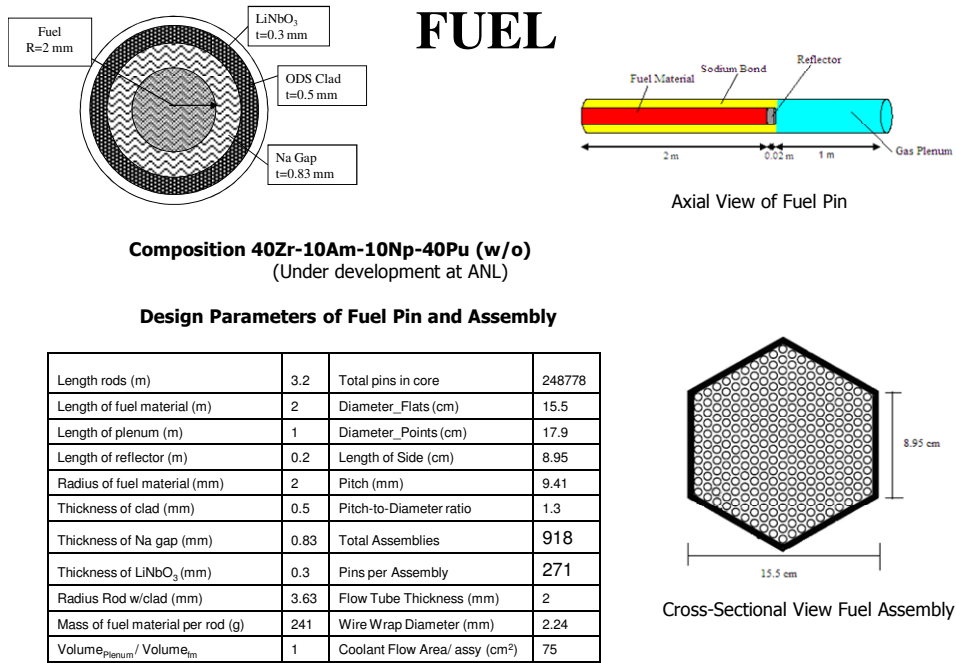 FUEL
Fuel
R=2 mm
LiNbO3
t=0.3 mm
ODS Clad
t=0.5 mm
Na Gap
t=0.83 mm
Fuel Material
Sodium Bond
Reflector
Gas Plenum
2 m
0.02 m
1 m
Axial View of Fuel Pin
Composition 40Zr-10Am-10Np-40Pu (w/o)
(Under development at ANL)
Design Parameters of Fuel Pin and Assembly
Length rods (m) 3.2 Total pins in core 248778
Length of fuel material (m) 2 Diameter_Flats (cm) 15.5
Length of plenum (m) 1 Diameter_Points (cm) 17.9
Length of reflector (m) 0.2 Length of Side (cm) 8.95
Radius of fuel material (mm) 2 Pitch (mm) 9.41
Thickness of clad (mm) 0.5 Pitch-to-Diameter ratio 1.3
Thickness of Na gap (mm) 0.83 Total Assemblies 918
Thickness of LiNbO3 (mm) 0.3 Pins per Assembly 271
Radius Rod w/clad (mm) 3.63 Flow Tube Thickness (mm) 2
Mass of fuel material per rod (g) 241 Wire Wrap Diameter (mm) 2.24
VolumePlenum / Volumefm 1 Coolant Flow Area/ assy (cm2) 75
8.95 cm
15.5 cm
Cross-Sectional View Fuel Assembly